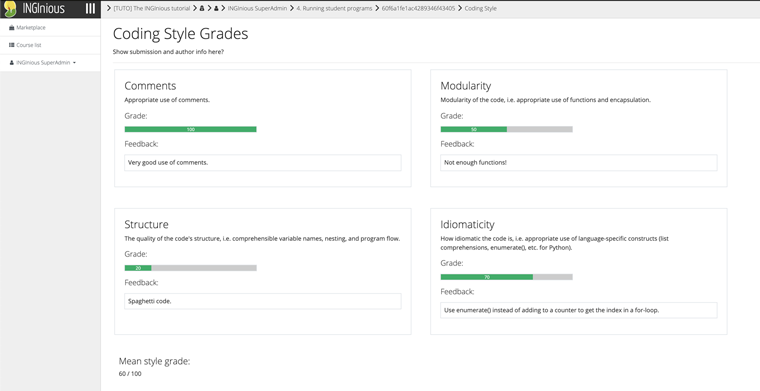 INGInious
[TUTO] The INGInious tutorial
INGInious SuperAdmin
4. Running student programs
60f6a1fe1ac4289346f43405
Coding Style
Marketplace
Course list
INGInious SuperAdmin
Coding Style Grades
Show submission and author info here?
Comments
Appropriate use of comments.
Grade:
100
Feedback:
Very good use of comments.
Modularity
Modularity of the code, i.e. appropriate use of functions and encapsulation.
Grade:
50
Feedback:
Not enough functions!
Structure
The quality of the code's structure, i.e. comprehensible variable names, nesting, and program flow.
Grade:
20
Feedback:
Spaghetti code.
Idiomaticity
How idiomatic the code is, i.e. appropriate use of language-specific constructs (list
comprehensions, enumerate(), etc. for Python).
Grade:
70
Feedback:
Use enumerate() instead of adding to a counter to get the index in a for-loop.
Mean style grade:
60 / 100